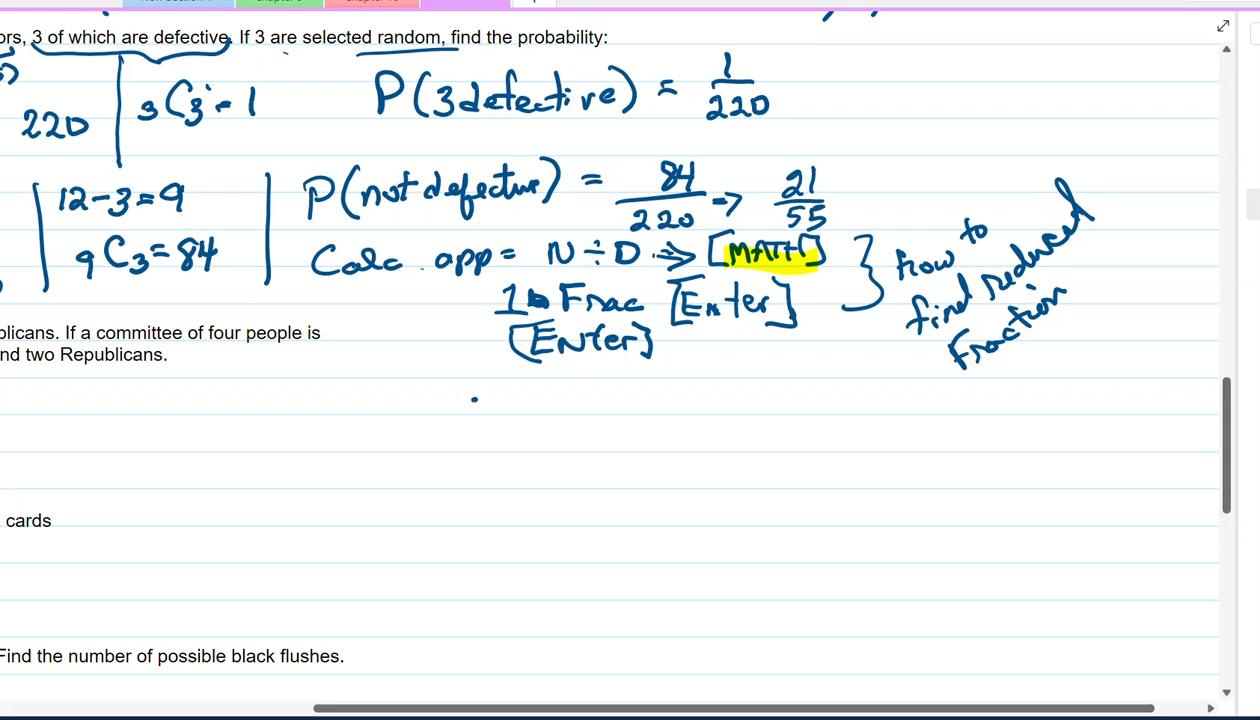 ors, 3 of which are defective. If 3 are selected random, find the probability:
220
3C3 = 1
P(3 defective) = 1/220
12 - 3 = 9
9C3 = 84
P(not defective) = 84/220 => 21/55
Calc. app = N ÷ D => [MATH]
1 Frac [Enter]
[Enter]
how to
find reduced
fraction
plicans. If a committee of four people is
nd two Republicans.
cards
Find the number of possible black flushes.